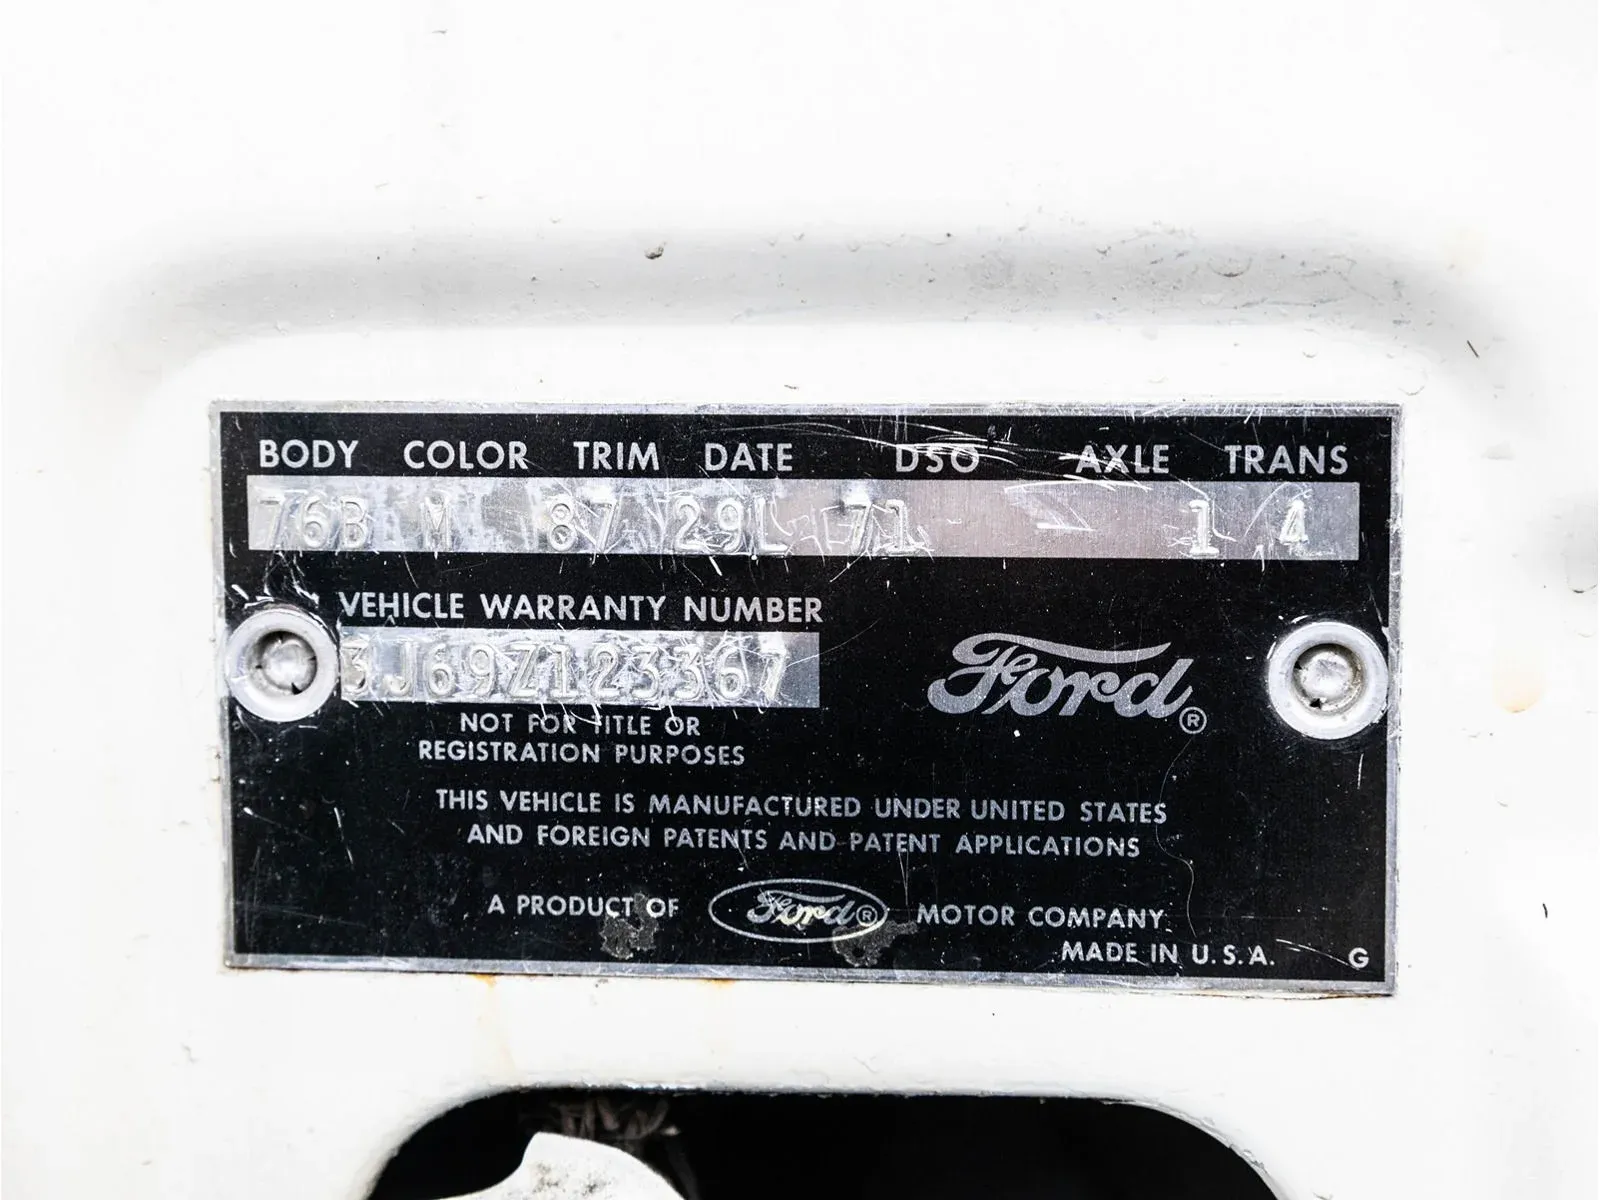 BODY COLOR TRIM DATE DSO AXLE TRANS
76B M 87 29L 71 1 4
VEHICLE WARRANTY NUMBER
3J69Z123367
NOT FOR TITLE OR
REGISTRATION PURPOSES
Ford®
THIS VEHICLE IS MANUFACTURED UNDER UNITED STATES
AND FOREIGN PATENTS AND PATENT APPLICATIONS
A PRODUCT OF Ford® MOTOR COMPANY
MADE IN U.S.A. G